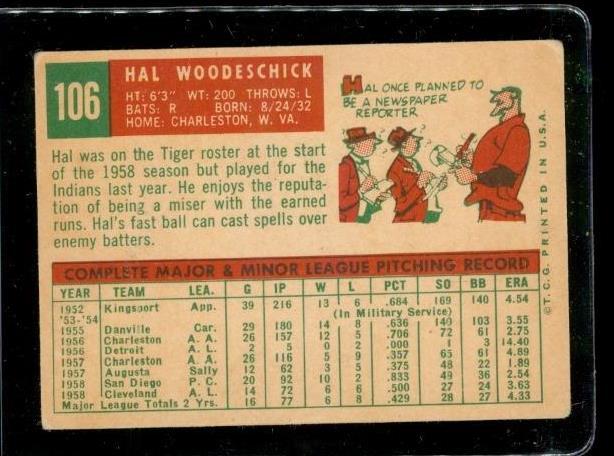 106
HAL WOODESCHICK
HT: 6'3" WT: 200 THROWS: L
BATS: R BORN: 8/24/32
HOME: CHARLESTON, W. VA.
Hal was on the Tiger roster at the start
of the 1958 season but played for the
Indians last year. He enjoys the reputa-
tion of being a miser with the earned
runs. Hal's fast ball can cast spells over
enemy batters.
HAL ONCE PLANNED TO
BE A NEWSPAPER
REPORTER
COMPLETE MAJOR & MINOR LEAGUE PITCHING RECORD
YEAR TEAM LEA. G IP W L PCT SO BB ERA
1952 Kingsport App. 39 216 13 6 .684 169 140 4.54
'53-'54 (In Military Service)
1955 Danville Car. 29 180 14 8 .636 140 103 3.55
1956 Charleston A. A. 26 157 12 5 .706 72 61 2.75
1956 Detroit A. L. 5 5 0 2 .000 1 3 14.40
1957 Charleston A. A. 26 116 5 9 .357 65 61 4.89
1957 Augusta Sally 12 62 3 5 .375 48 22 1.89
1958 San Diego P. C. 20 92 10 2 .833 49 36 2.54
1958 Cleveland A. L. 14 72 6 6 .500 27 24 3.63
Major League Totals 2 Yrs. 16 77 6 8 .429 28 27 4.33
©T.C.G. PRINTED IN U.S.A.